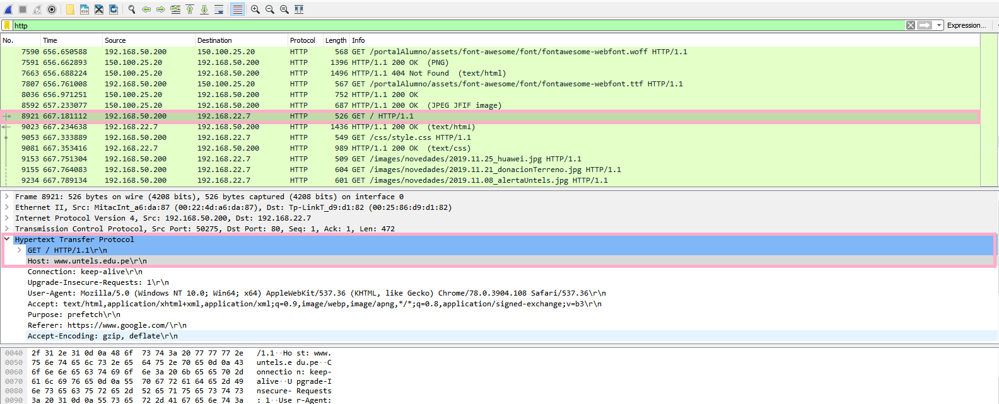 http
Expression...
No. Time Source Destination Protocol Length Info
7590 656.650588 192.168.50.200 150.100.25.20 HTTP 568 GET /portalAlumno/assets/font-awesome/font/fontawesome-webfont.woff HTTP/1.1
7591 656.662893 150.100.25.20 192.168.50.200 HTTP 1396 HTTP/1.1 200 OK (PNG)
7663 656.688224 150.100.25.20 192.168.50.200 HTTP 1496 HTTP/1.1 404 Not Found (text/html)
7807 656.761008 192.168.50.200 150.100.25.20 HTTP 567 GET /portalAlumno/assets/font-awesome/font/fontawesome-webfont.ttf HTTP/1.1
8036 656.971251 150.100.25.20 192.168.50.200 HTTP 752 HTTP/1.1 200 OK
8592 657.233077 150.100.25.20 192.168.50.200 HTTP 687 HTTP/1.1 200 OK (JPEG JFIF image)
8921 667.181112 192.168.50.200 192.168.22.7 HTTP 526 GET / HTTP/1.1
9023 667.234638 192.168.22.7 192.168.50.200 HTTP 1436 HTTP/1.1 200 OK (text/html)
9053 667.333889 192.168.50.200 192.168.22.7 HTTP 549 GET /css/style.css HTTP/1.1
9081 667.353416 192.168.22.7 192.168.50.200 HTTP 989 HTTP/1.1 200 OK (text/css)
9153 667.751304 192.168.50.200 192.168.22.7 HTTP 509 GET /images/novedades/2019.11.25_huawei.jpg HTTP/1.1
9155 667.764083 192.168.50.200 192.168.22.7 HTTP 604 GET /images/novedades/2019.11.21_donacionTerreno.jpg HTTP/1.1
9234 667.789134 192.168.50.200 192.168.22.7 HTTP 601 GET /images/novedades/2019.11.08_alertaUntels.jpg HTTP/1.1
Frame 8921: 526 bytes on wire (4208 bits), 526 bytes captured (4208 bits) on interface 0
Ethernet II, Src: MitacInt_a6:da:87 (00:22:4d:a6:da:87), Dst: Tp-LinkT_d9:d1:82 (00:25:86:d9:d1:82)
Internet Protocol Version 4, Src: 192.168.50.200, Dst: 192.168.22.7
Transmission Control Protocol, Src Port: 50275, Dst Port: 80, Seq: 1, Ack: 1, Len: 472
Hypertext Transfer Protocol
GET / HTTP/1.1\r\n
Host: www.untels.edu.pe\r\n
Connection: keep-alive\r\n
Upgrade-Insecure-Requests: 1\r\n
User-Agent: Mozilla/5.0 (Windows NT 10.0; Win64; x64) AppleWebKit/537.36 (KHTML, like Gecko) Chrome/78.0.3904.108 Safari/537.36\r\n
Accept: text/html,application/xhtml+xml,application/xml;q=0.9,image/webp,image/apng,*/*;q=0.8,application/signed-exchange;v=b3\r\n
Purpose: prefetch\r\n
Referer: https://www.google.com/\r\n
Accept-Encoding: gzip, deflate\r\n
0040 2f 31 2e 31 0d 0a 48 6f 73 74 3a 20 77 77 77 2e /1.1··Ho st: www.
0050 75 6e 74 65 6c 73 2e 65 64 75 2e 70 65 0d 0a 43 untels.e du.pe··C
0060 6f 6e 6e 65 63 74 69 6f 6e 3a 20 6b 65 65 70 2d onnectio n: keep-
0070 61 6c 69 76 65 0d 0a 55 70 67 72 61 64 65 2d 49 alive··U pgrade-I
0080 6e 73 65 63 75 72 65 2d 52 65 71 75 65 73 74 73 nsecure- Requests
0090 3a 20 31 0d 0a 55 73 65 72 2d 41 67 65 6e 74 3a : 1··Use r-Agent: